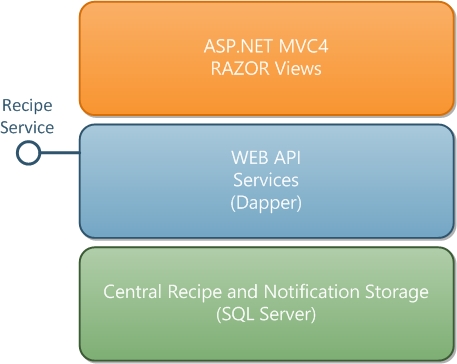 ASP.NET MVC4
RAZOR Views
Recipe
Service
WEB API
Services
(Dapper)
Central Recipe and Notification Storage
(SQL Server)